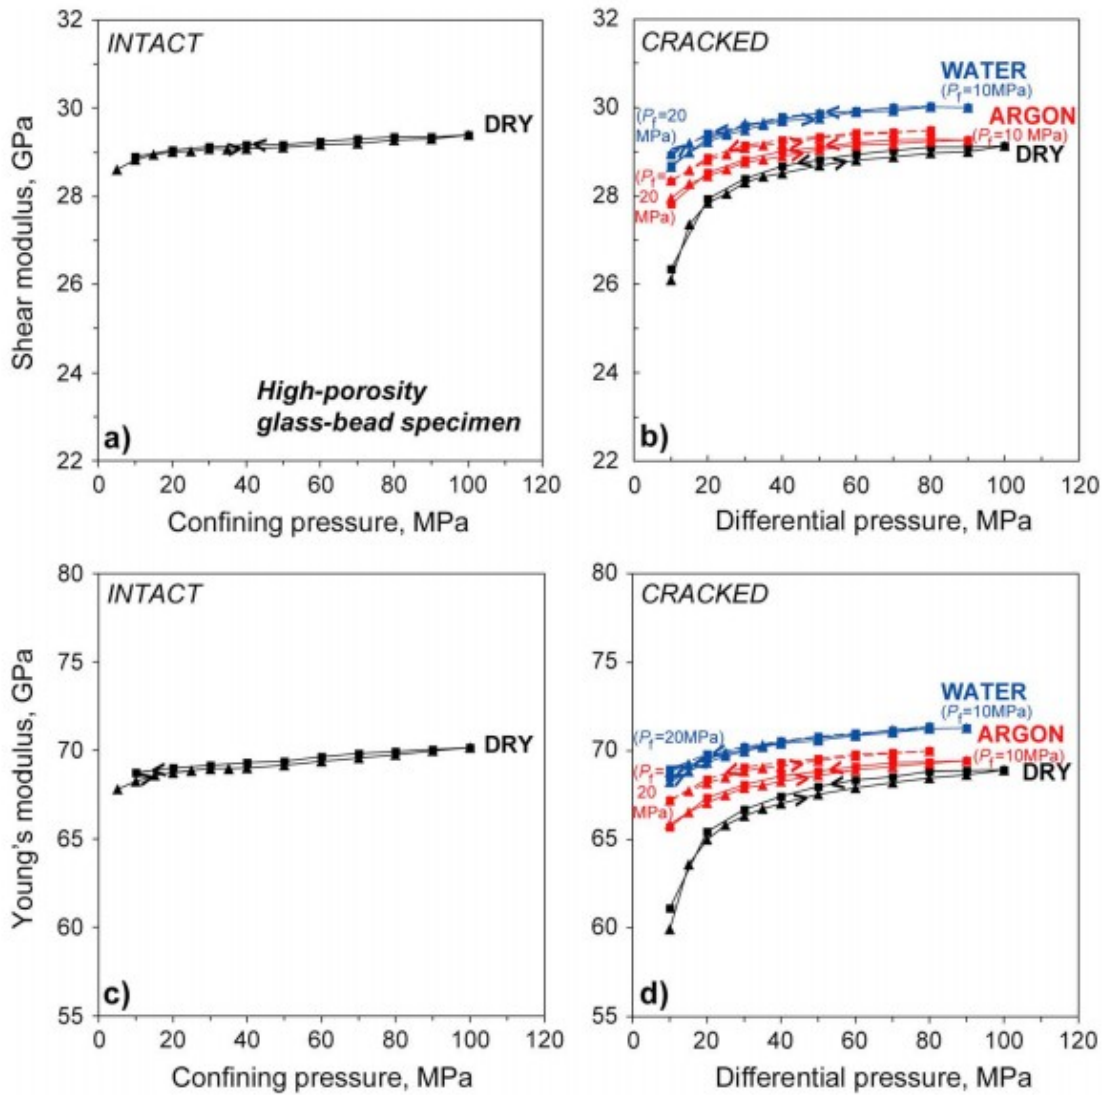 32
30
28
26
24
22
Shear modulus, GPa
INTACT
DRY
High-porosity
glass-bead specimen
a)
0 20 40 60 80 100 120
Confining pressure, MPa
32
30
28
26
24
22
CRACKED
WATER
(Pf=10MPa)
(Pf=20
MPa)
ARGON
(Pf=10 MPa)
DRY
(Pf=
20
MPa)
b)
0 20 40 60 80 100 120
Differential pressure, MPa
80
75
70
65
60
55
Young's modulus, GPa
INTACT
DRY
c)
0 20 40 60 80 100 120
Confining pressure, MPa
80
75
70
65
60
55
CRACKED
WATER
(Pf=10MPa)
(Pf=20MPa)
ARGON
(Pf=10MPa)
DRY
(Pf=
20
MPa)
d)
0 20 40 60 80 100 120
Differential pressure, MPa